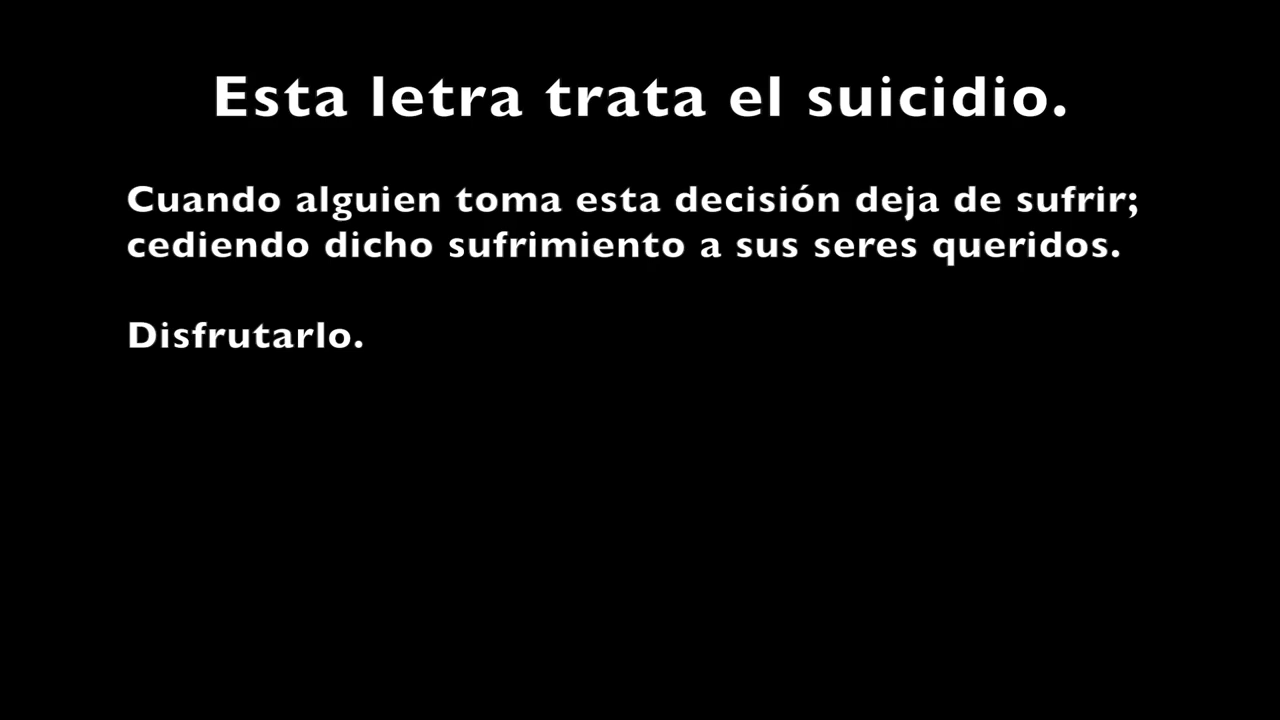 Esta letra trata el suicidio.
Cuando alguien toma esta decisión deja de sufrir;
cediendo dicho sufrimiento a sus seres queridos.
Disfrutarlo.